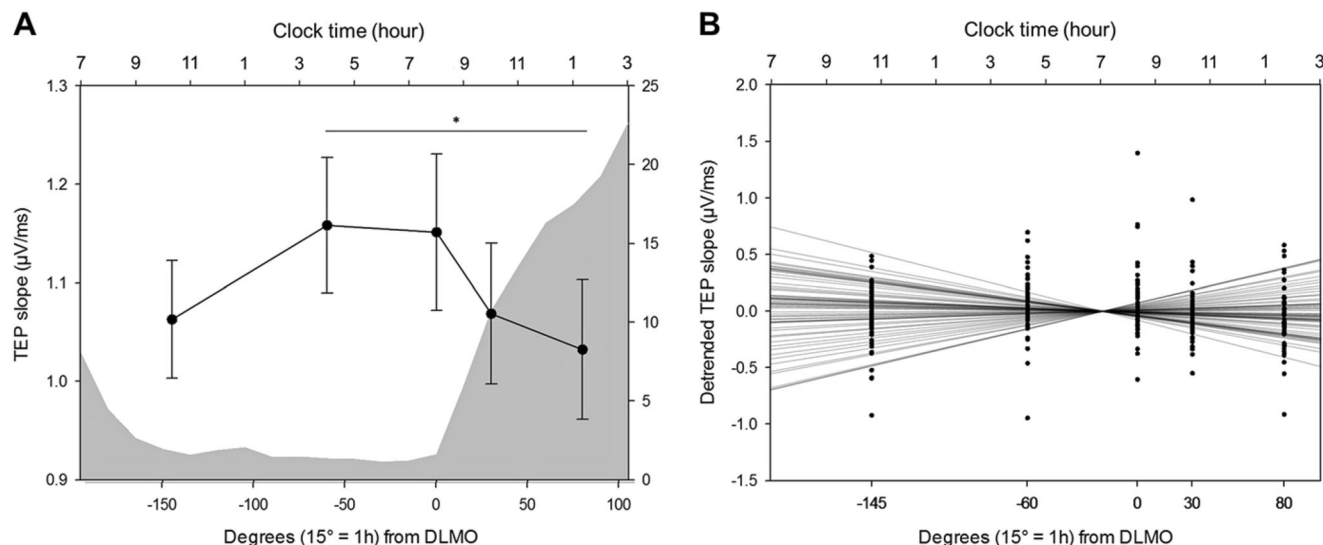 A
Clock time (hour)
7 9 11 1 3 5 7 9 11 1 3
1.3
1.2
1.1
1.0
0.9
TEP slope (µV/ms)
*
25
20
15
10
5
0
-150 -100 -50 0 50 100
Degrees (15° = 1h) from DLMO
B
Clock time (hour)
7 9 11 1 3 5 7 9 11 1 3
2.0
1.5
1.0
0.5
0.0
-0.5
-1.0
-1.5
Detrended TEP slope (µV/ms)
-145 -60 0 30 80
Degrees (15° = 1h) from DLMO